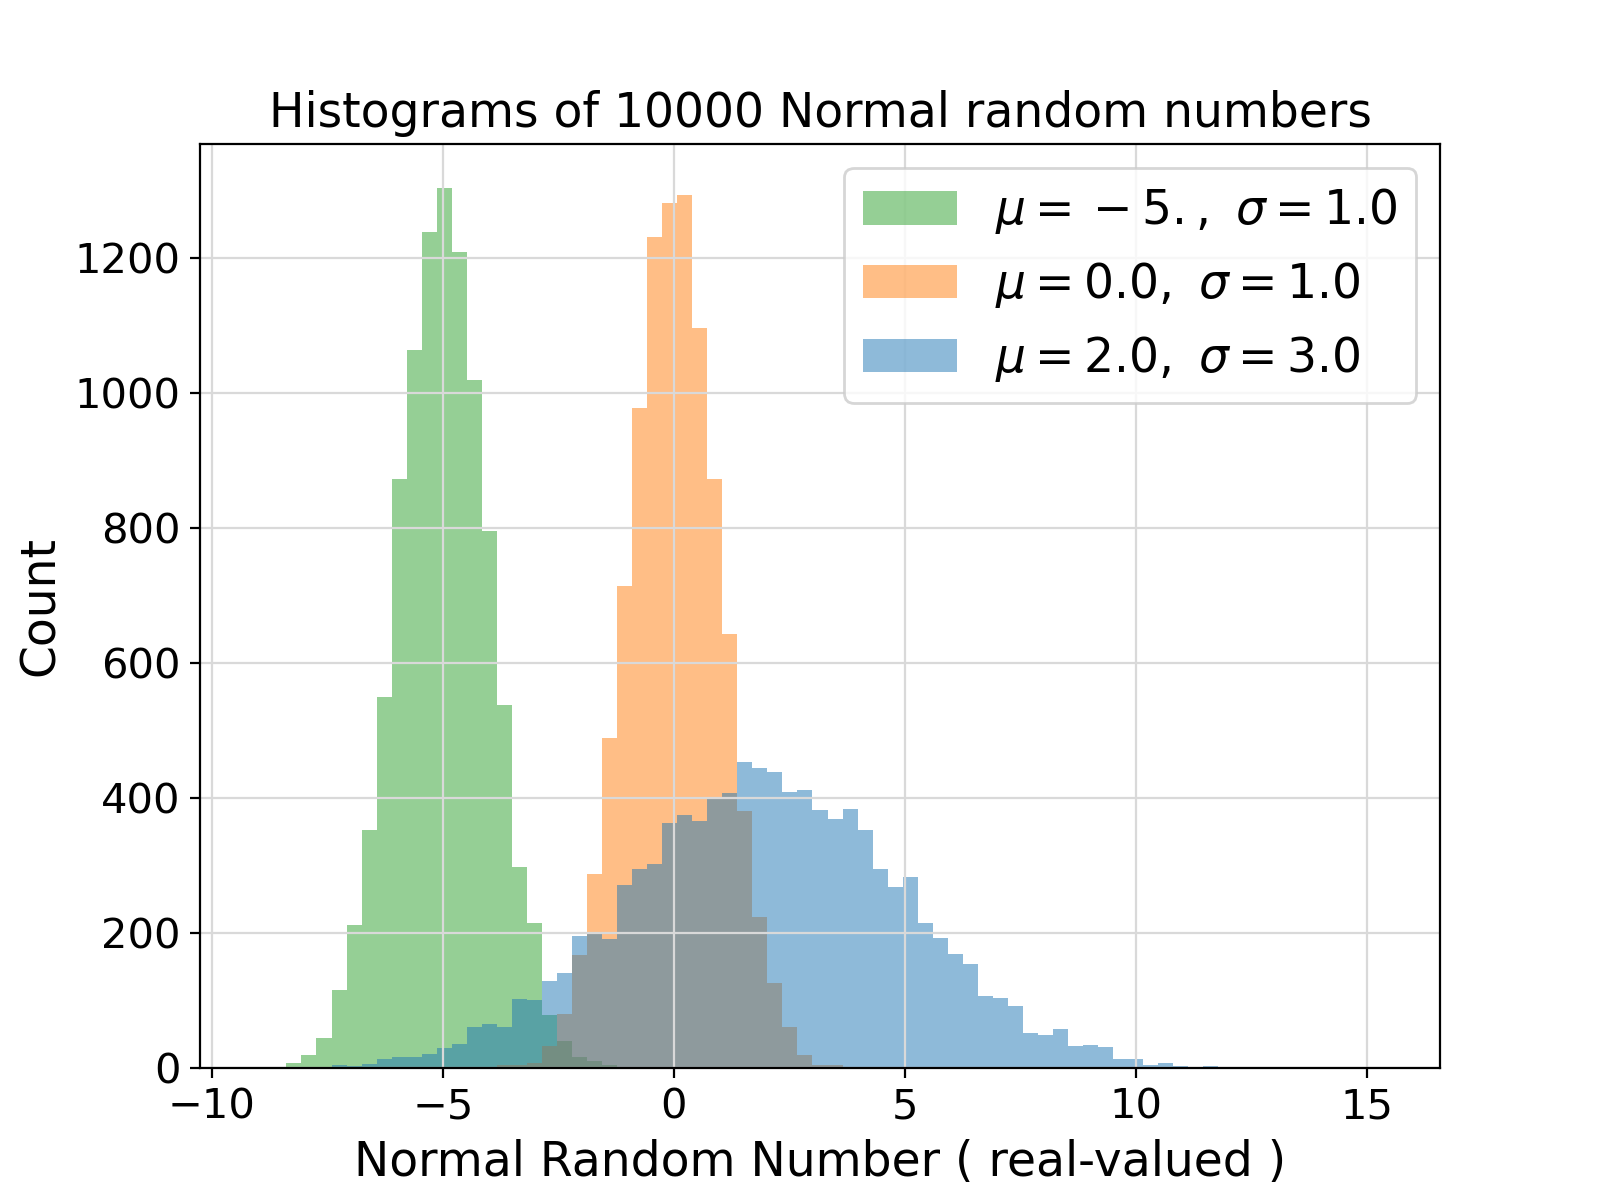 Histograms of 10000 Normal random numbers
μ = −5. , σ = 1.0
μ = 0.0, σ = 1.0
μ = 2.0, σ = 3.0
1200
1000
800
600
400
200
0
Count
−10 −5 0 5 10 15
Normal Random Number ( real-valued )